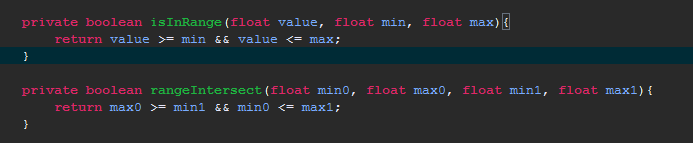 private boolean isInRange(float value, float min, float max){
return value >= min && value <= max;
}
private boolean rangeIntersect(float min0, float max0, float min1, float max1){
return max0 >= min1 && min0 <= max1;
}